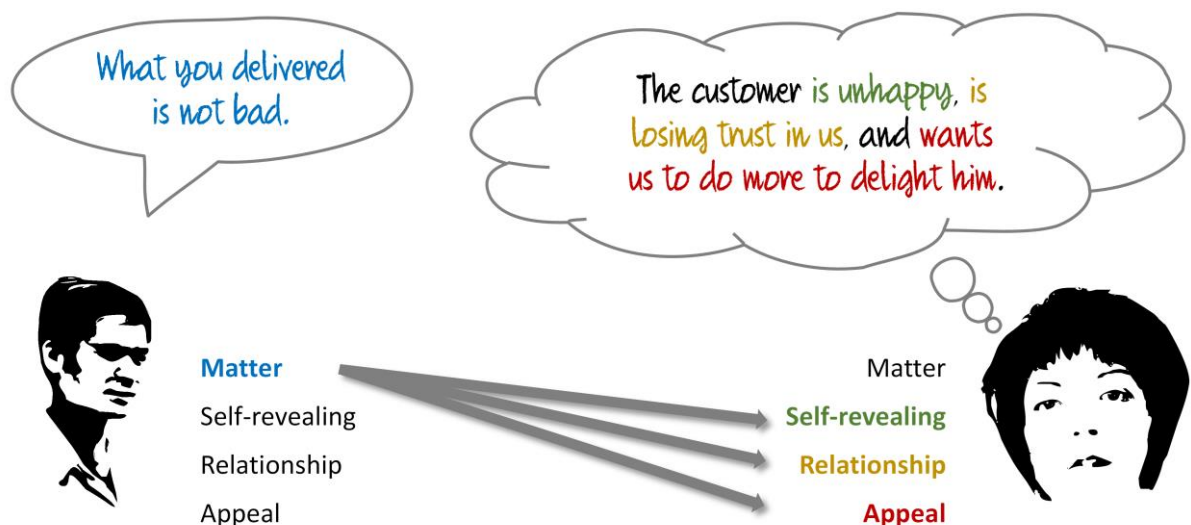 What you delivered
is not bad.
The customer is unhappy, is
losing trust in us, and wants
us to do more to delight him.
Matter
Self-revealing
Relationship
Appeal
Matter
Self-revealing
Relationship
Appeal